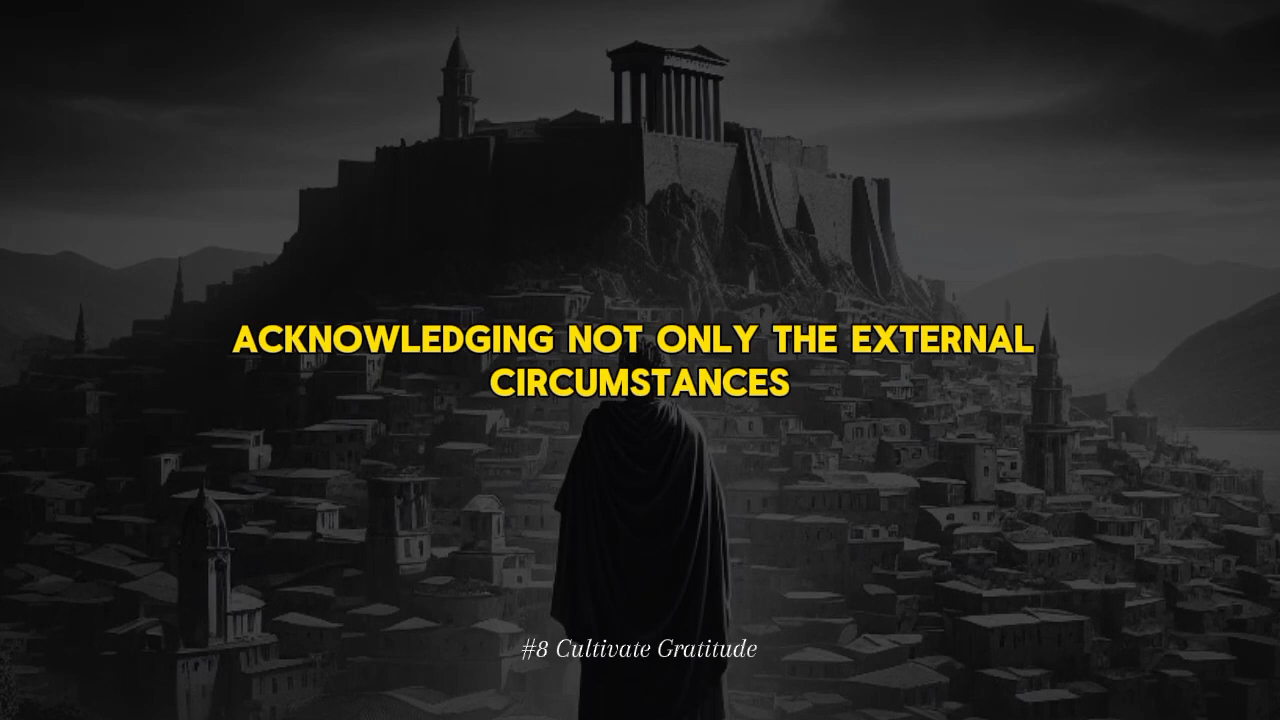 ACKNOWLEDGING NOT ONLY THE EXTERNAL
CIRCUMSTANCES
#8 Cultivate Gratitude